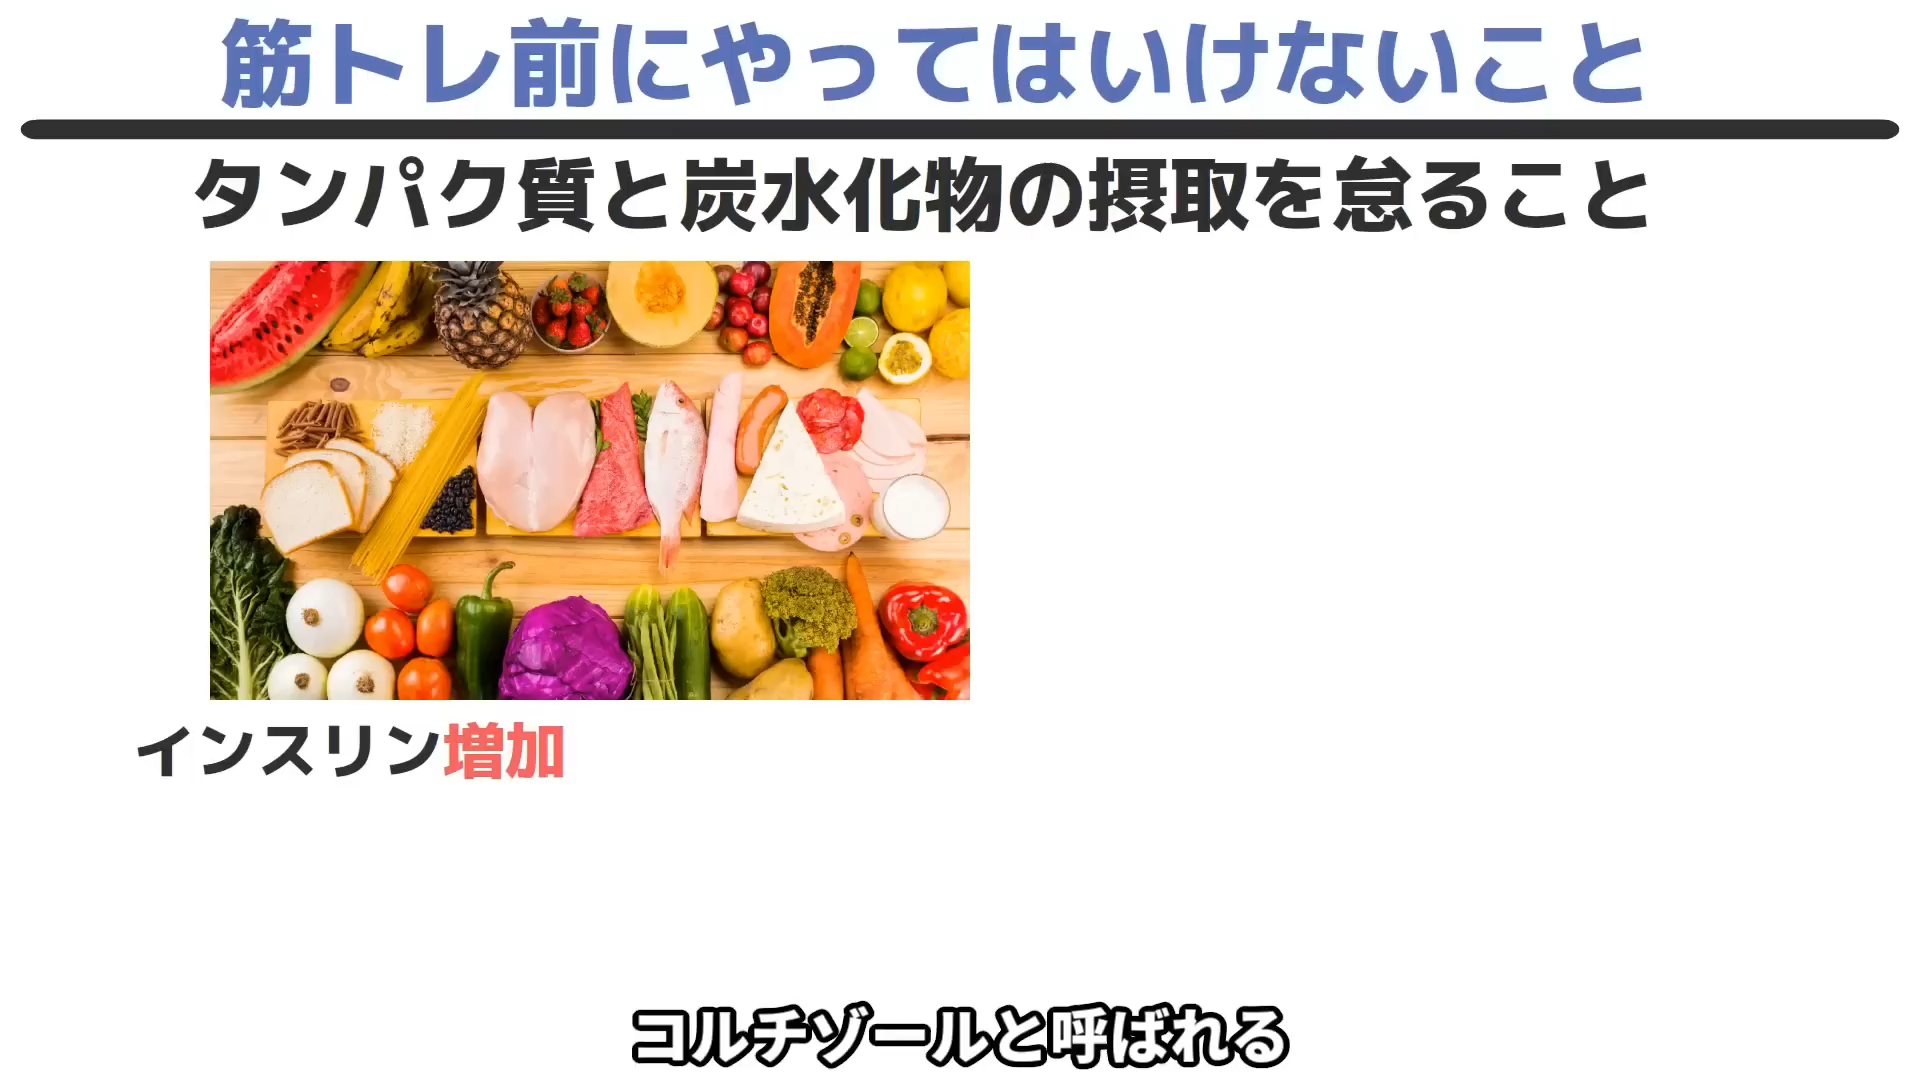 筋トレ前にやってはいけないこと
タンパク質と炭水化物の摂取を怠ること
インスリン増加
コルチゾールと呼ばれる